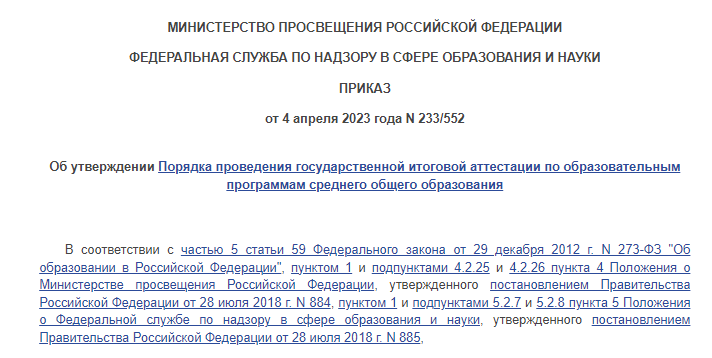 МИНИСТЕРСТВО ПРОСВЕЩЕНИЯ РОССИЙСКОЙ ФЕДЕРАЦИИ
ФЕДЕРАЛЬНАЯ СЛУЖБА ПО НАДЗОРУ В СФЕРЕ ОБРАЗОВАНИЯ И НАУКИ
ПРИКАЗ
от 4 апреля 2023 года N 233/552
Об утверждении Порядка проведения государственной итоговой аттестации по образовательным
программам среднего общего образования
В соответствии с частью 5 статьи 59 Федерального закона от 29 декабря 2012 г. N 273-ФЗ "Об
образовании в Российской Федерации", пунктом 1 и подпунктами 4.2.25 и 4.2.26 пункта 4 Положения о
Министерстве просвещения Российской Федерации, утвержденного постановлением Правительства
Российской Федерации от 28 июля 2018 г. N 884, пунктом 1 и подпунктами 5.2.7 и 5.2.8 пункта 5 Положения
о Федеральной службе по надзору в сфере образования и науки, утвержденного постановлением
Правительства Российской Федерации от 28 июля 2018 г. N 885,